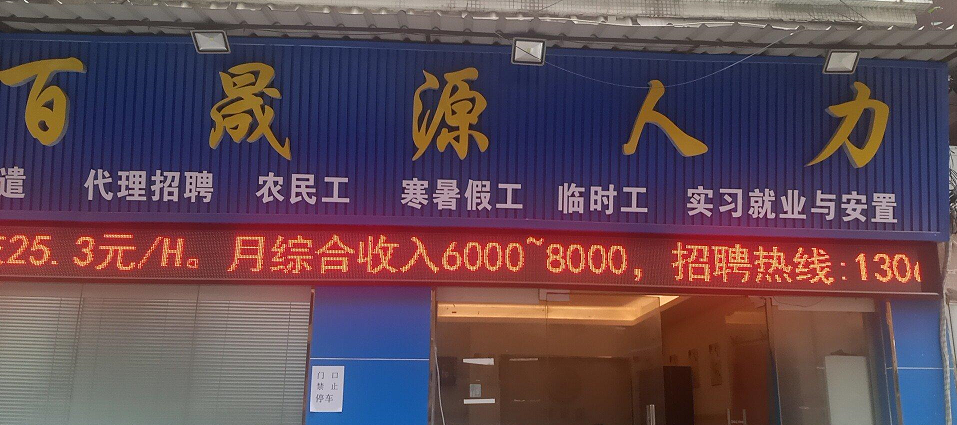 百晟源人力
遣 代理招聘 农民工 寒暑假工 临时工 实习就业与安置
25.3元/H。月综合收入6000~8000，招聘热线:130
门口
禁止
停车